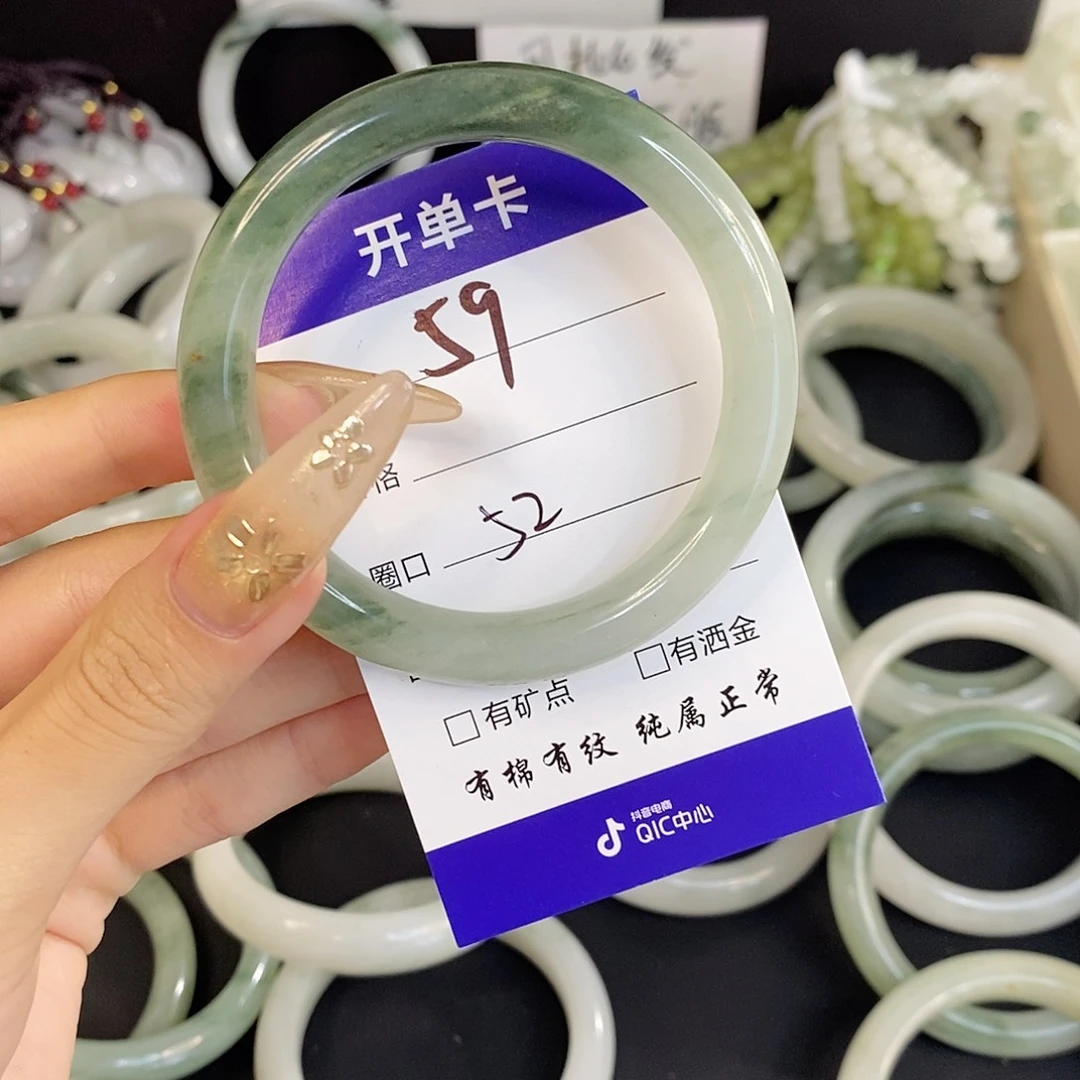 开单卡
59
格
圈口 52
□有矿点 □有洒金
有棉有纹 纯属正常
抖音电商
QIC中心